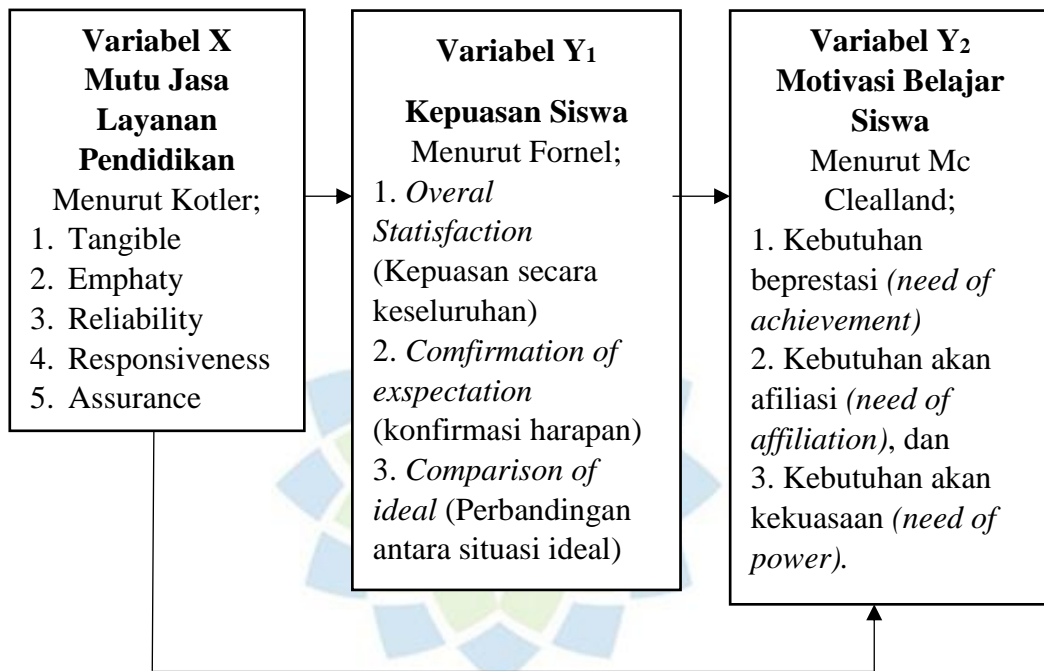 Variabel X
Mutu Jasa
Layanan
Pendidikan
Menurut Kotler;
1. Tangible
2. Emphaty
3. Reliability
4. Responsiveness
5. Assurance
Variabel Y₁
Kepuasan Siswa
Menurut Fornel;
1. Overal
Statisfaction
(Kepuasan secara
keseluruhan)
2. Comfirmation of
exspectation
(konfirmasi harapan)
3. Comparison of
ideal (Perbandingan
antara situasi ideal)
Variabel Y₂
Motivasi Belajar
Siswa
Menurut Mc
Clealland;
1. Kebutuhan
beprestasi (need of
achievement)
2. Kebutuhan akan
afiliasi (need of
affiliation), dan
3. Kebutuhan akan
kekuasaan (need of
power).